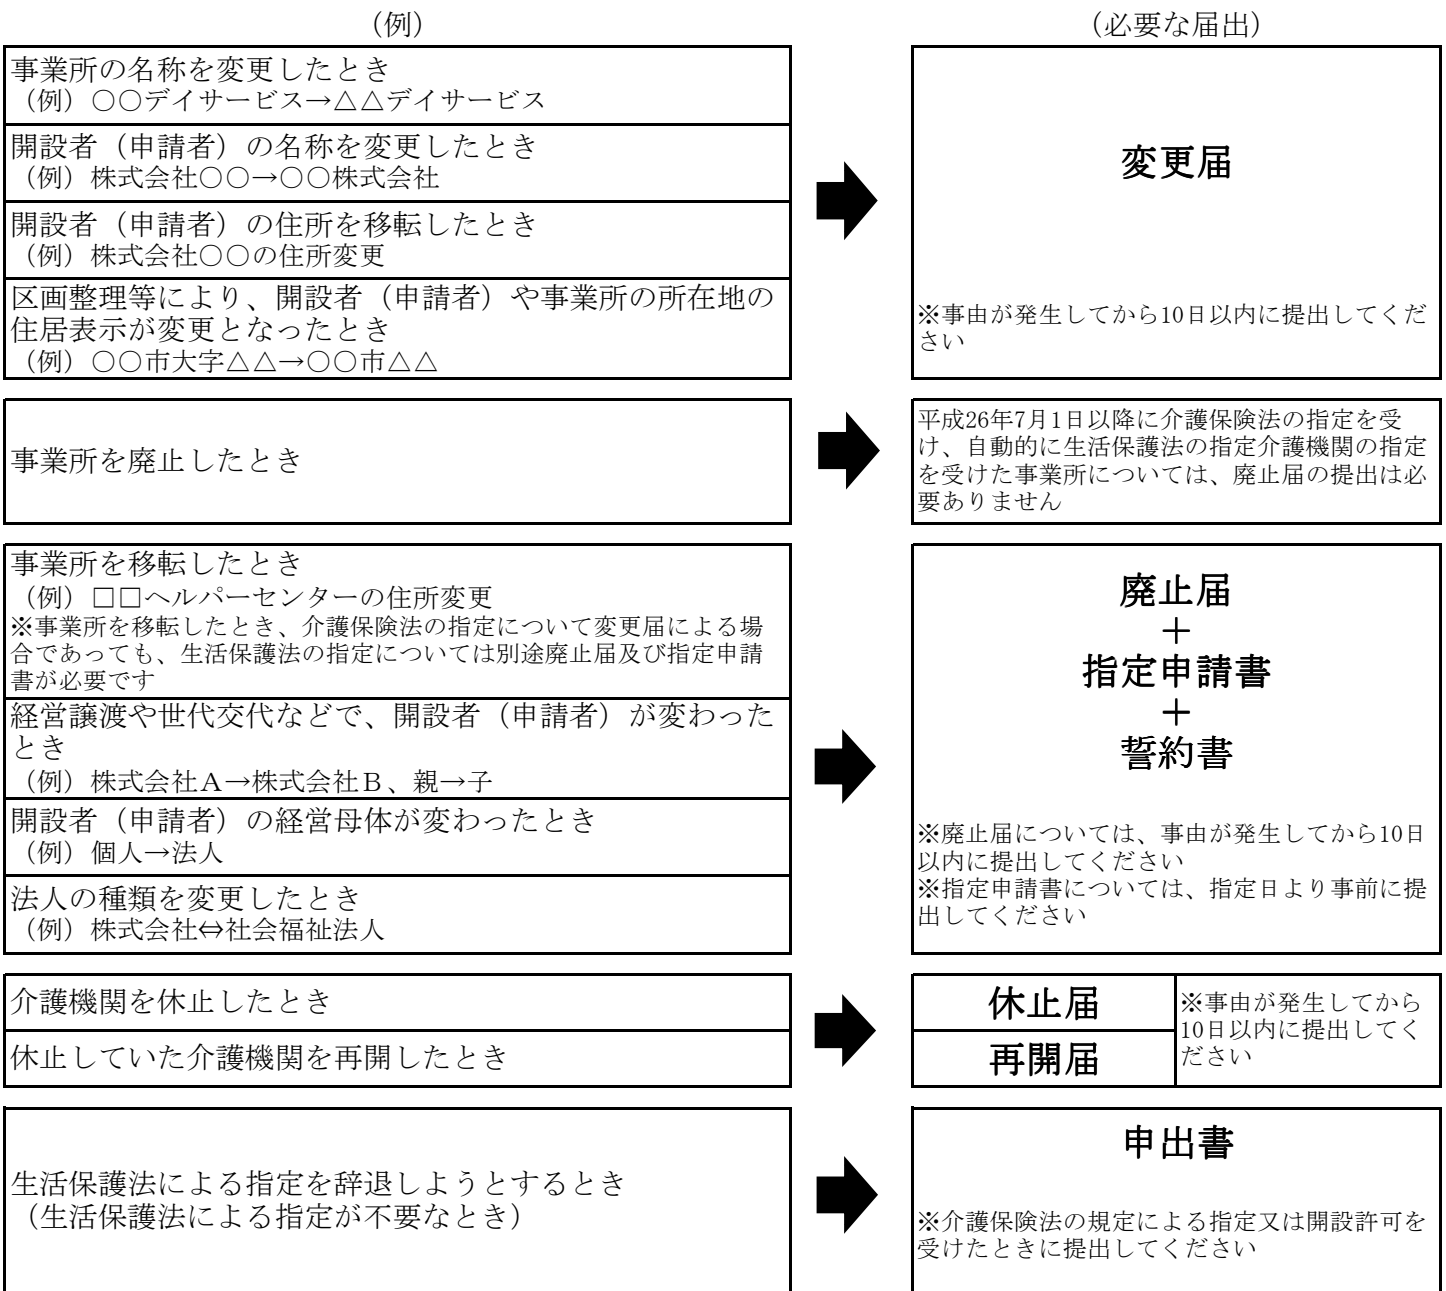 （例）
（必要な届出）
事業所の名称を変更したとき
（例）〇〇デイサービス→△△デイサービス
開設者（申請者）の名称を変更したとき
（例）株式会社〇〇→〇〇株式会社
開設者（申請者）の住所を移転したとき
（例）株式会社〇〇の住所変更
区画整理等により、開設者（申請者）や事業所の所在地の
住居表示が変更となったとき
（例）〇〇市大字△△→〇〇市△△
変更届
※事由が発生してから10日以内に提出してくだ
さい
事業所を廃止したとき
平成26年7月1日以降に介護保険法の指定を受
け、自動的に生活保護法の指定介護機関の指定
を受けた事業所については、廃止届の提出は必
要ありません
事業所を移転したとき
（例）□□ヘルパーセンターの住所変更
※事業所を移転したとき、介護保険法の指定について変更届による場
合であっても、生活保護法の指定については別途廃止届及び指定申請
書が必要です
経営譲渡や世代交代などで、開設者（申請者）が変わった
とき
（例）株式会社Ａ→株式会社Ｂ、親→子
開設者（申請者）の経営母体が変わったとき
（例）個人→法人
法人の種類を変更したとき
（例）株式会社⇔社会福祉法人
廃止届
＋
指定申請書
＋
誓約書
※廃止届については、事由が発生してから10日
以内に提出してください
※指定申請書については、指定日より事前に提
出してください
介護機関を休止したとき
休止していた介護機関を再開したとき
休止届
再開届
※事由が発生してから
10日以内に提出してく
ださい
生活保護法による指定を辞退しようとするとき
（生活保護法による指定が不要なとき）
申出書
※介護保険法の規定による指定又は開設許可を
受けたときに提出してください